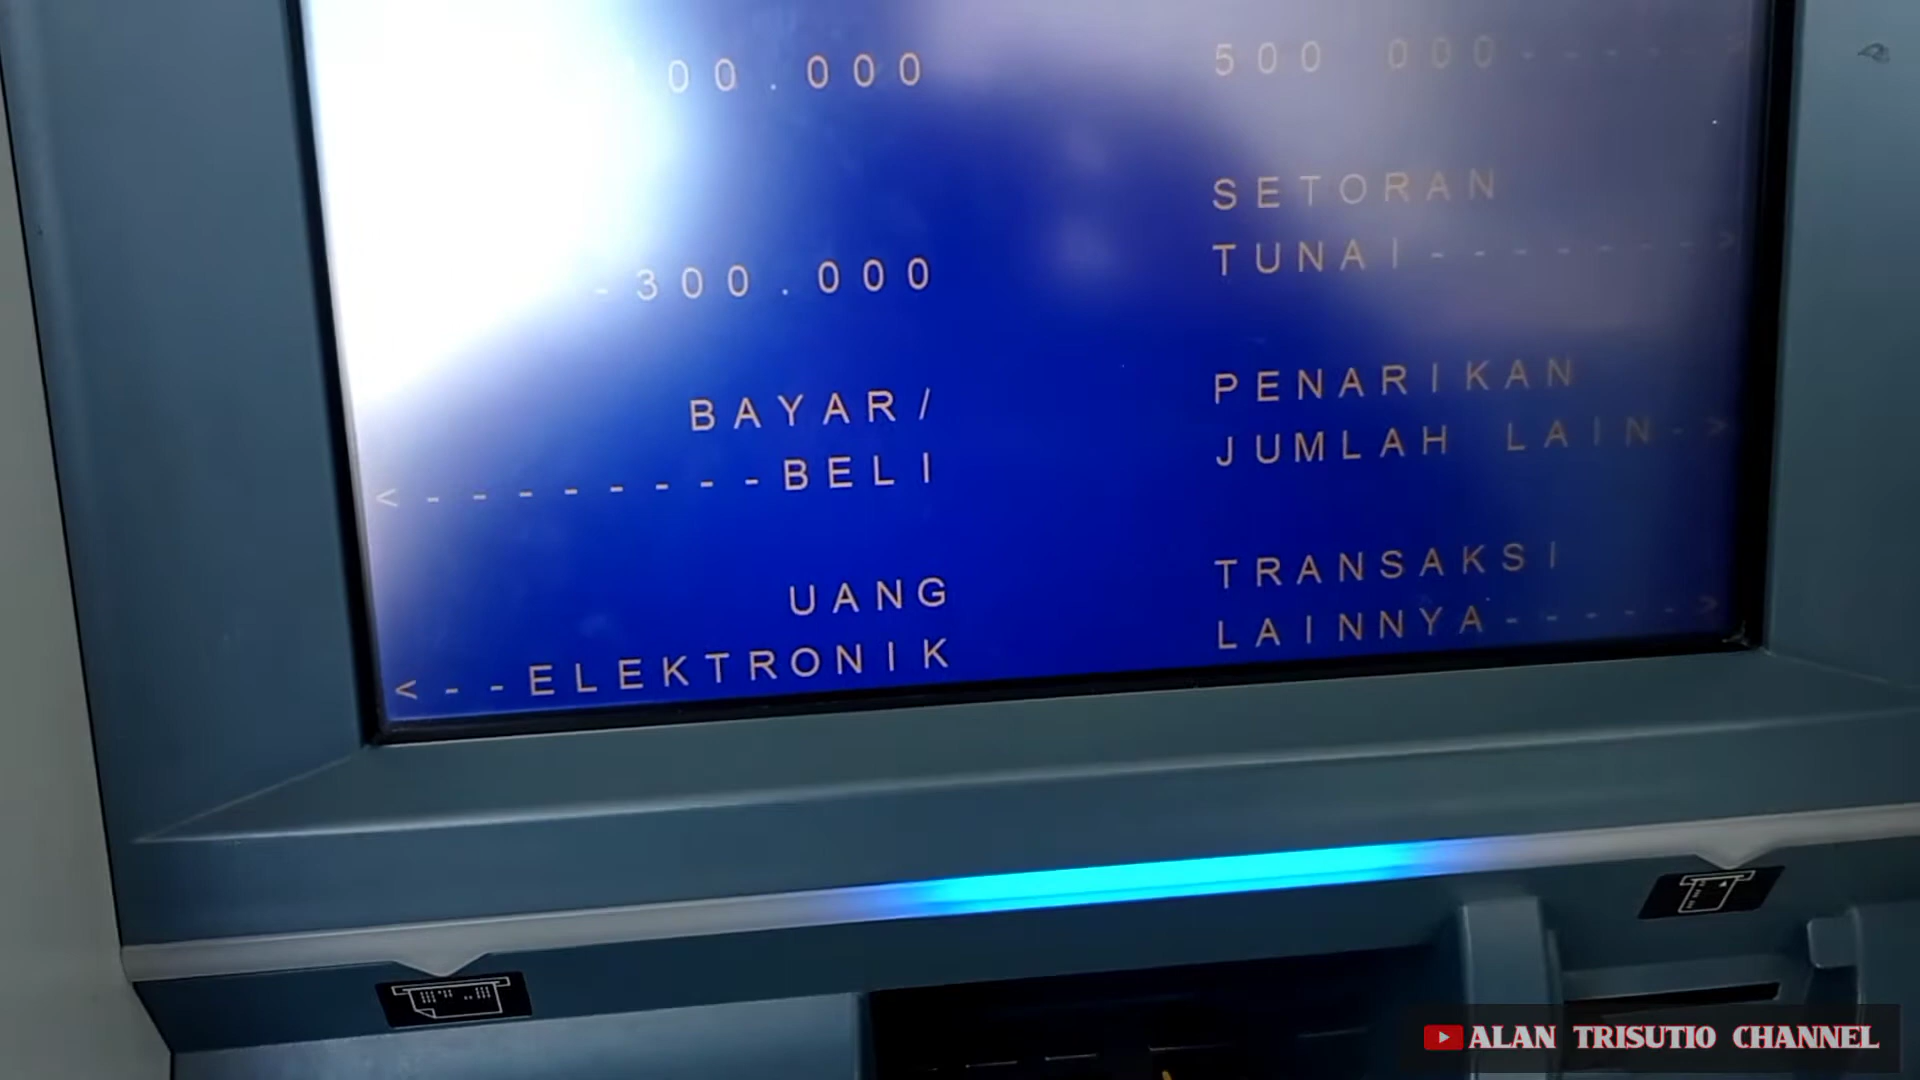 00.000
-300.000
BAYAR/
<--------BELI
UANG
<--ELEKTRONIK
500 000----->
SETORAN
TUNAI------->
PENARIKAN
JUMLAH LAIN->
TRANSAKSI
LAINNYA----->
ALAN TRISUTIO CHANNEL